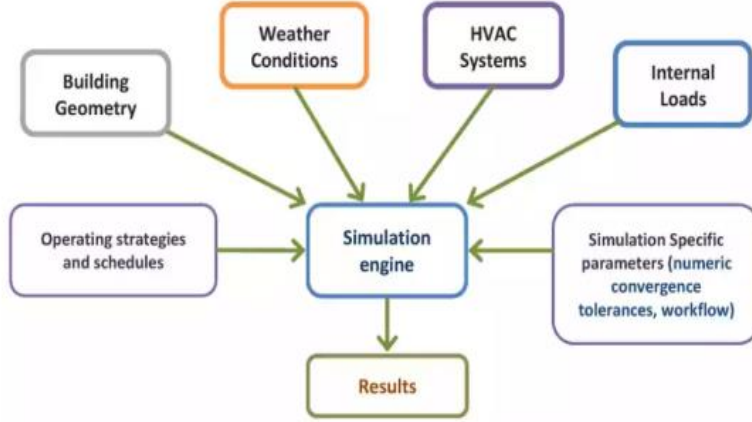 Weather
Conditions
HVAC
Systems
Building
Geometry
Internal
Loads
Operating strategies
and schedules
Simulation
engine
Simulation Specific
parameters (numeric
convergence
tolerances, workflow)
Results